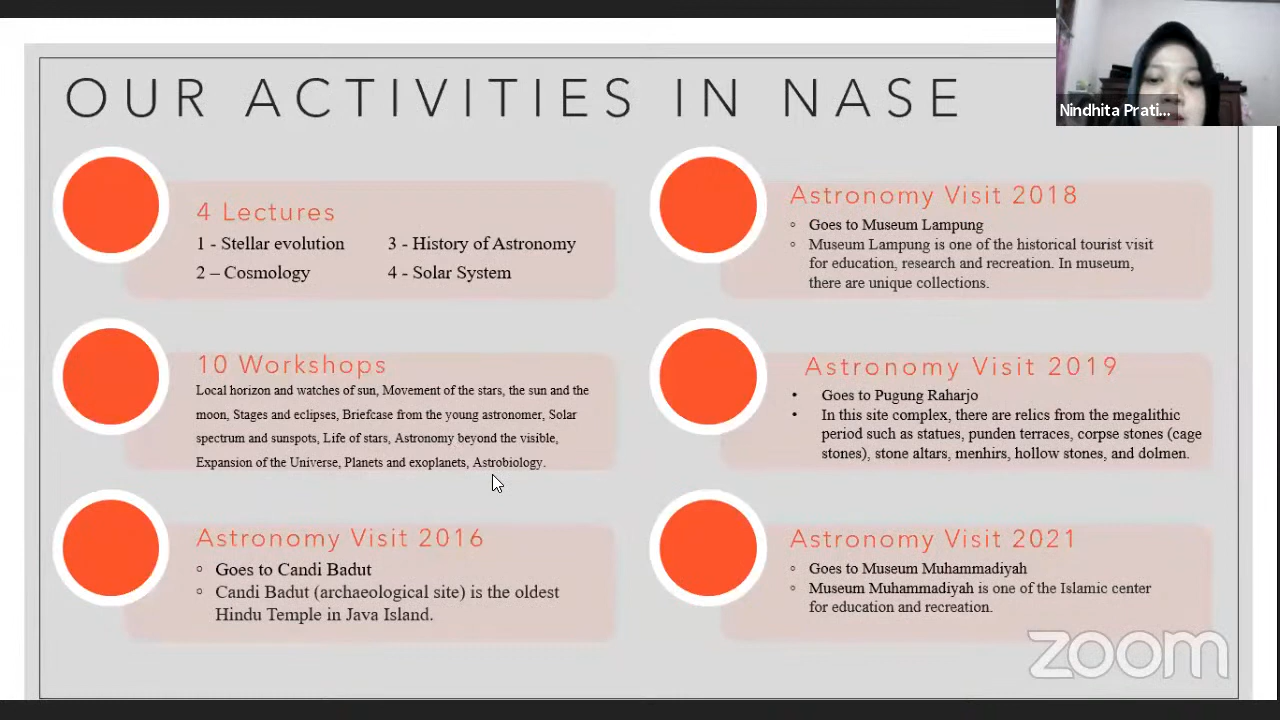 OUR ACTIVITIES IN NASE
Nindhita Prati...
4 Lectures
1 - Stellar evolution 3 - History of Astronomy
2 – Cosmology 4 - Solar System
10 Workshops
Local horizon and watches of sun, Movement of the stars, the sun and the
moon, Stages and eclipses, Briefcase from the young astronomer, Solar
spectrum and sunspots, Life of stars, Astronomy beyond the visible,
Expansion of the Universe, Planets and exoplanets, Astrobiology.
Astronomy Visit 2016
◦ Goes to Candi Badut
◦ Candi Badut (archaeological site) is the oldest
Hindu Temple in Java Island.
Astronomy Visit 2018
◦ Goes to Museum Lampung
◦ Museum Lampung is one of the historical tourist visit
for education, research and recreation. In museum,
there are unique collections.
Astronomy Visit 2019
• Goes to Pugung Raharjo
• In this site complex, there are relics from the megalithic
period such as statues, punden terraces, corpse stones (cage
stones), stone altars, menhirs, hollow stones, and dolmen.
Astronomy Visit 2021
◦ Goes to Museum Muhammadiyah
◦ Museum Muhammadiyah is one of the Islamic center
for education and recreation.
zoom